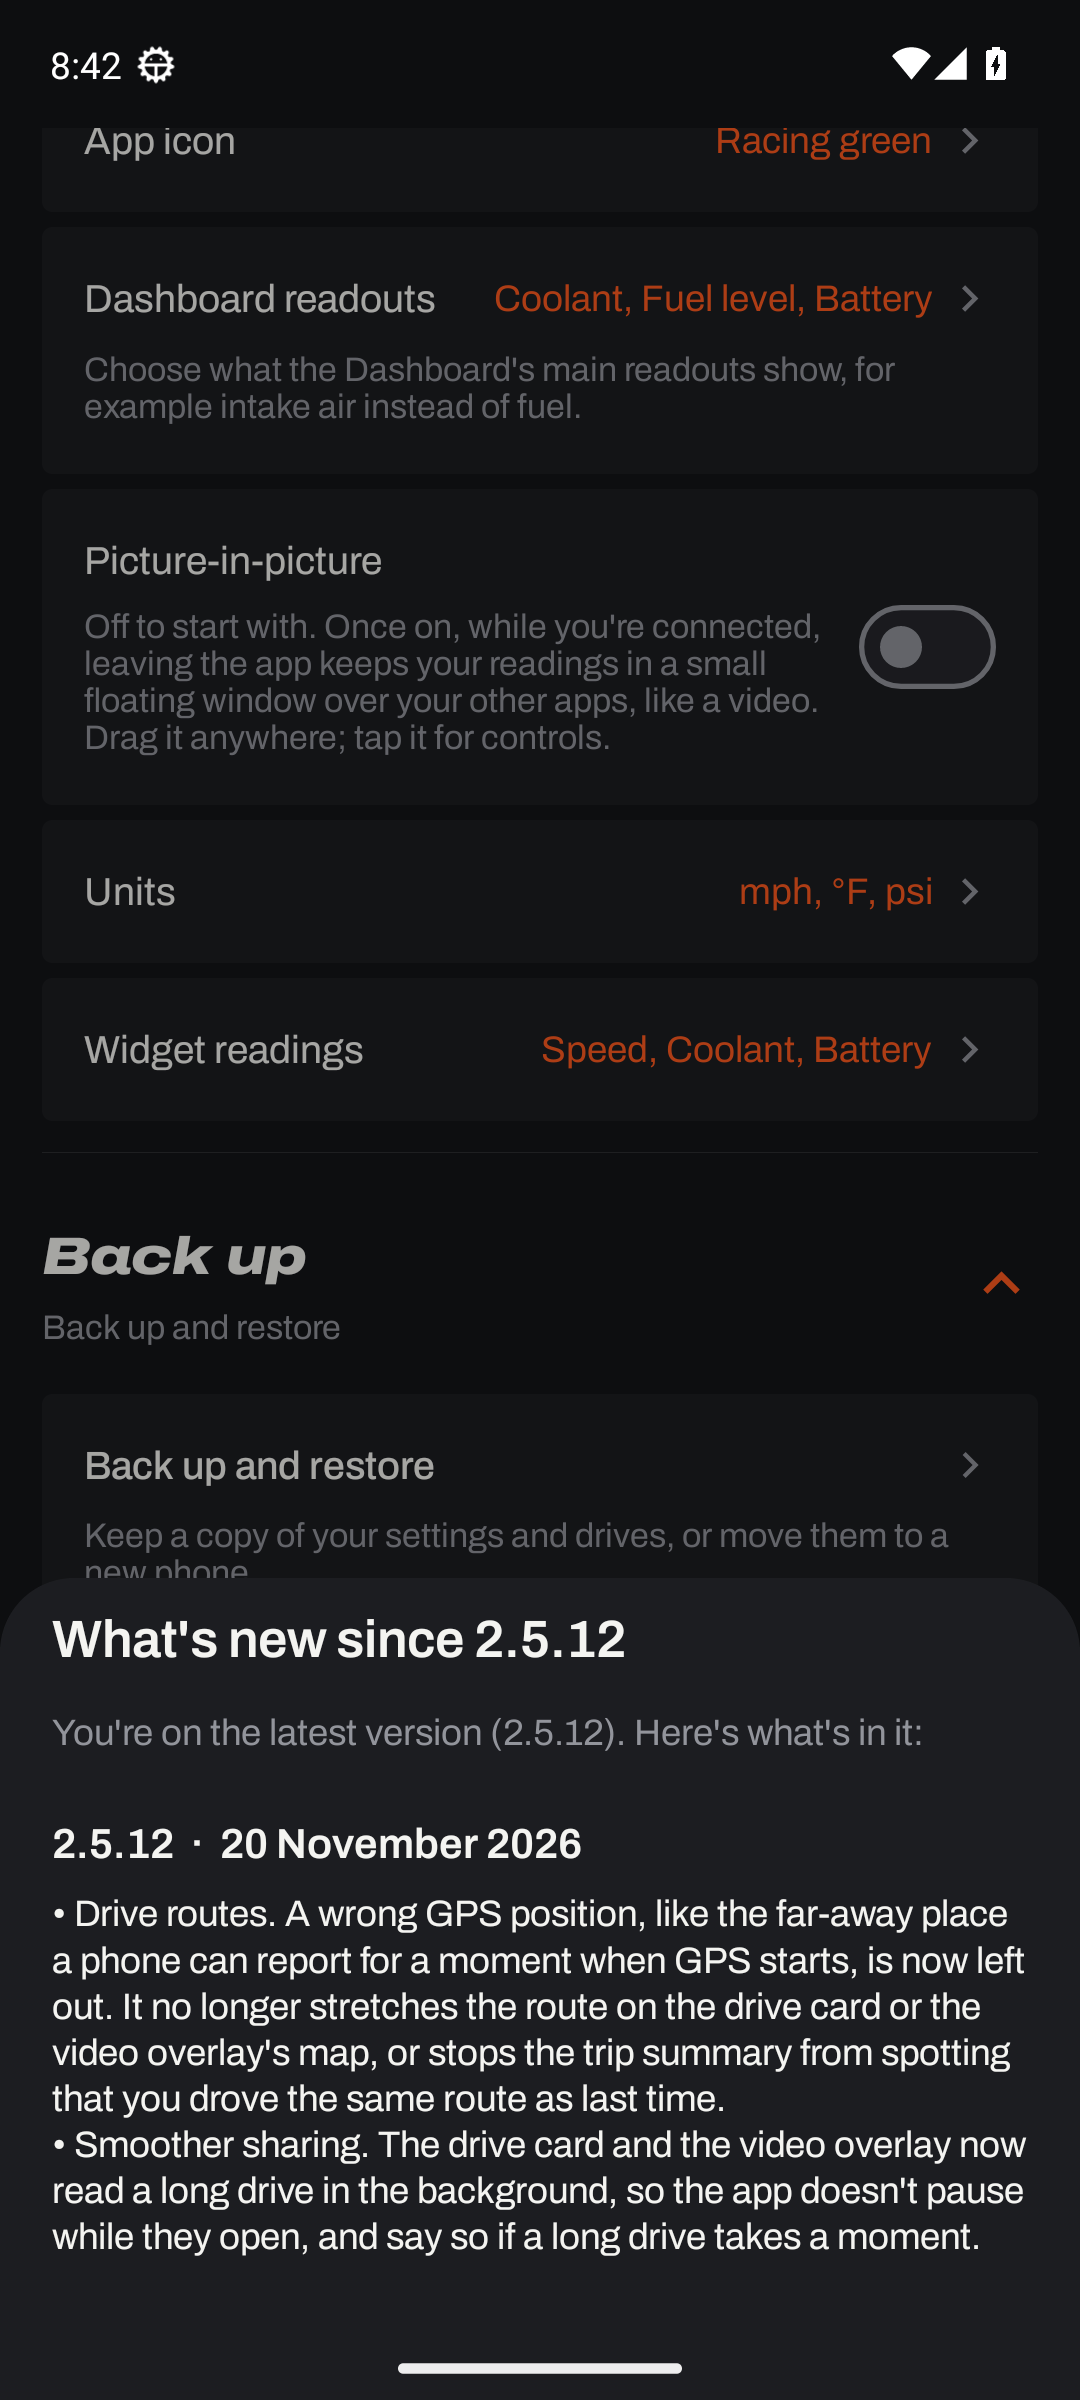 8:42
App icon Racing green
Dashboard readouts Coolant, Fuel level, Battery
Choose what the Dashboard's main readouts show, for
example intake air instead of fuel.
Picture-in-picture
Off to start with. Once on, while you're connected,
leaving the app keeps your readings in a small
floating window over your other apps, like a video.
Drag it anywhere; tap it for controls.
Units mph, °F, psi
Widget readings Speed, Coolant, Battery
Back up
Back up and restore
Back up and restore
Keep a copy of your settings and drives, or move them to a
new phone
What's new since 2.5.12
You're on the latest version (2.5.12). Here's what's in it:
2.5.12 · 20 November 2026
• Drive routes. A wrong GPS position, like the far-away place
a phone can report for a moment when GPS starts, is now left
out. It no longer stretches the route on the drive card or the
video overlay's map, or stops the trip summary from spotting
that you drove the same route as last time.
• Smoother sharing. The drive card and the video overlay now
read a long drive in the background, so the app doesn't pause
while they open, and say so if a long drive takes a moment.